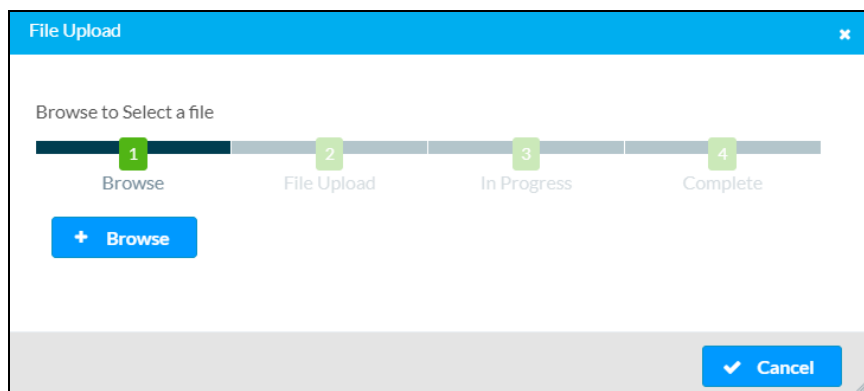 File Upload
Browse to Select a file
1 2 3 4
Browse File Upload In Progress Complete
Browse
Cancel